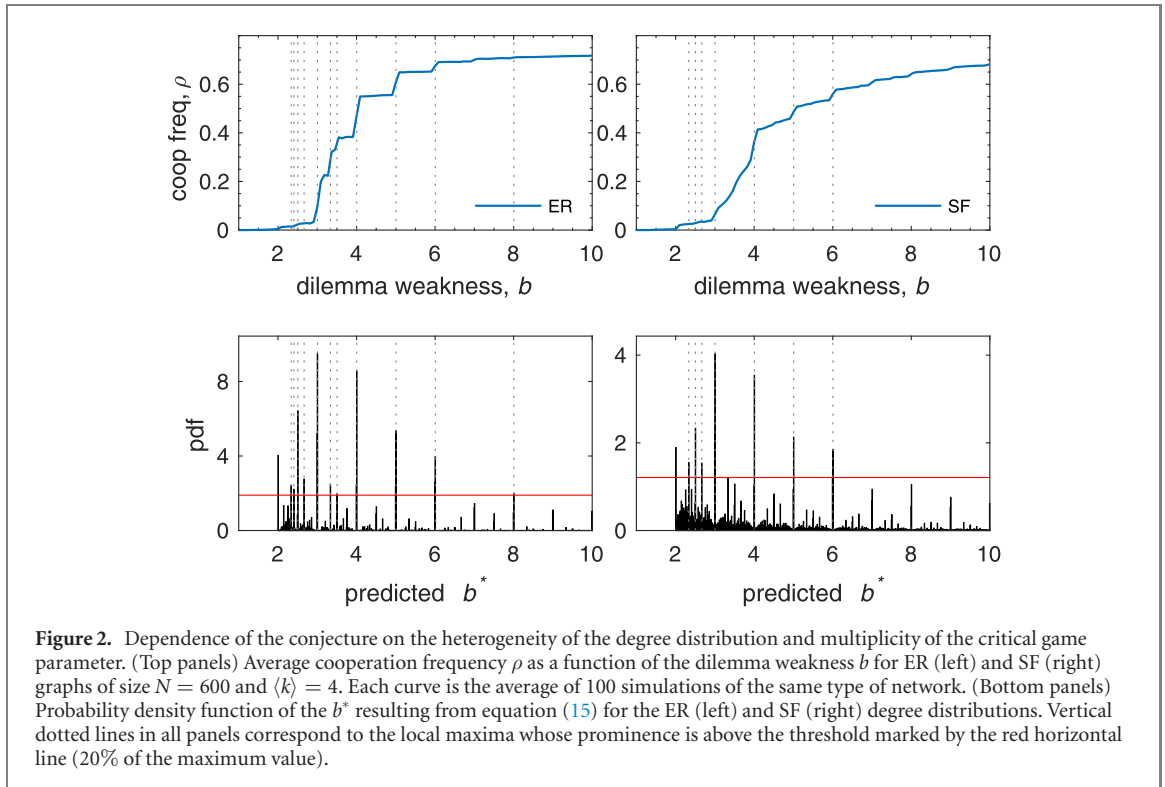 0.6
0.4
0.2
0
coop freq, ρ
ER
2 4 6 8 10
dilemma weakness, b
0.6
0.4
0.2
0
SF
2 4 6 8 10
dilemma weakness, b
8
4
0
pdf
2 4 6 8 10
predicted b*
4
2
0
2 4 6 8 10
predicted b*
Figure 2. Dependence of the conjecture on the heterogeneity of the degree distribution and multiplicity of the critical game
parameter. (Top panels) Average cooperation frequency ρ as a function of the dilemma weakness b for ER (left) and SF (right)
graphs of size N = 600 and ⟨k⟩ = 4. Each curve is the average of 100 simulations of the same type of network. (Bottom panels)
Probability density function of the b* resulting from equation (15) for the ER (left) and SF (right) degree distributions. Vertical
dotted lines in all panels correspond to the local maxima whose prominence is above the threshold marked by the red horizontal
line (20% of the maximum value).